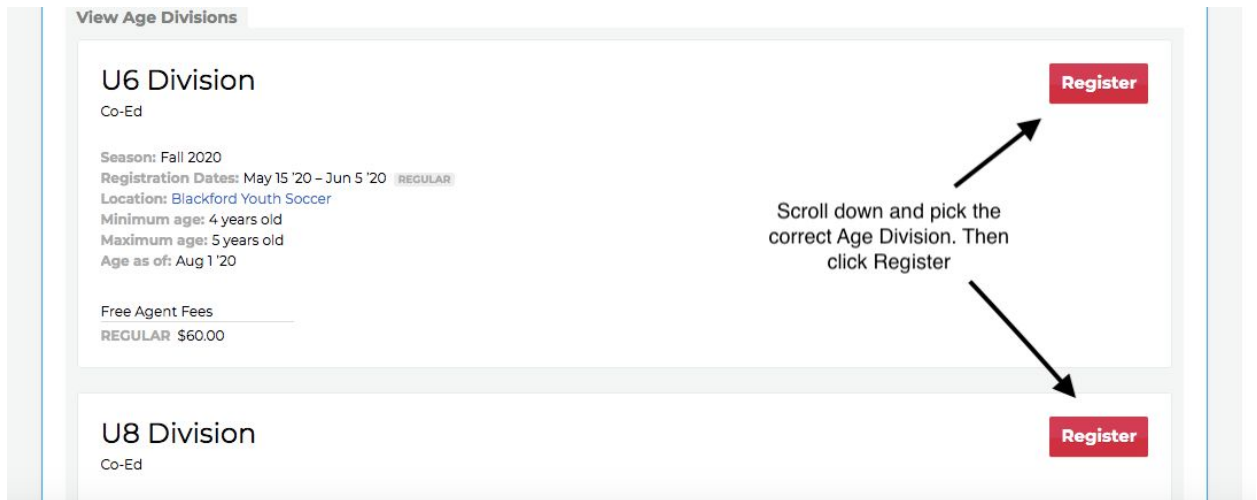 View Age Divisions
U6 Division
Register
Co-Ed
Season: Fall 2020
Registration Dates: May 15 '20 – Jun 5 '20 REGULAR
Location: Blackford Youth Soccer
Minimum age: 4 years old
Maximum age: 5 years old
Age as of: Aug 1 '20
Scroll down and pick the
correct Age Division. Then
click Register
Free Agent Fees
REGULAR $60.00
U8 Division
Register
Co-Ed